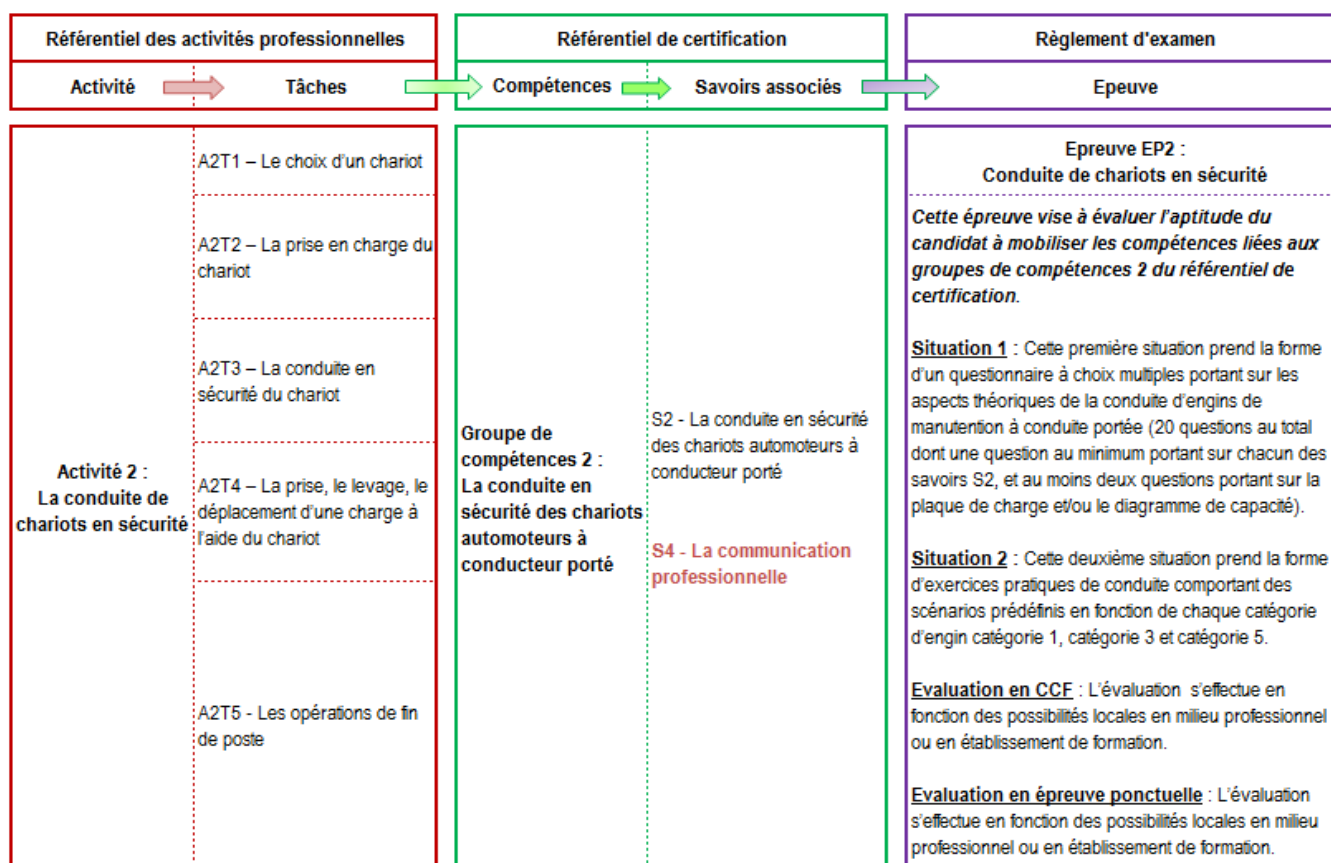 Référentiel des activités professionnelles
Activité
Tâches
Référentiel de certification
Compétences
Savoirs associés
Règlement d'examen
Epeuve
Activité 2 :
La conduite de
chariots en sécurité
A2T1 – Le choix d'un chariot
A2T2 – La prise en charge du
chariot
A2T3 – La conduite en
sécurité du chariot
A2T4 – La prise, le levage, le
déplacement d'une charge à
l'aide du chariot
A2T5 - Les opérations de fin
de poste
Groupe de
compétences 2 :
La conduite en
sécurité des chariots
automoteurs à
conducteur porté
S2 - La conduite en sécurité
des chariots automoteurs à
conducteur porté
S4 - La communication
professionnelle
Epreuve EP2 :
Conduite de chariots en sécurité
Cette épreuve vise à évaluer l'aptitude du
candidat à mobiliser les compétences liées aux
groupes de compétences 2 du référentiel de
certification.
Situation 1 : Cette première situation prend la forme
d'un questionnaire à choix multiples portant sur les
aspects théoriques de la conduite d'engins de
manutention à conduite portée (20 questions au total
dont une question au minimum portant sur chacun des
savoirs S2, et au moins deux questions portant sur la
plaque de charge et/ou le diagramme de capacité).
Situation 2 : Cette deuxième situation prend la forme
d'exercices pratiques de conduite comportant des
scénarios prédéfinis en fonction de chaque catégorie
d'engin catégorie 1, catégorie 3 et catégorie 5.
Evaluation en CCF : L'évaluation s'effectue en
fonction des possibilités locales en milieu professionnel
ou en établissement de formation.
Evaluation en épreuve ponctuelle : L'évaluation
s'effectue en fonction des possibilités locales en milieu
professionnel ou en établissement de formation.